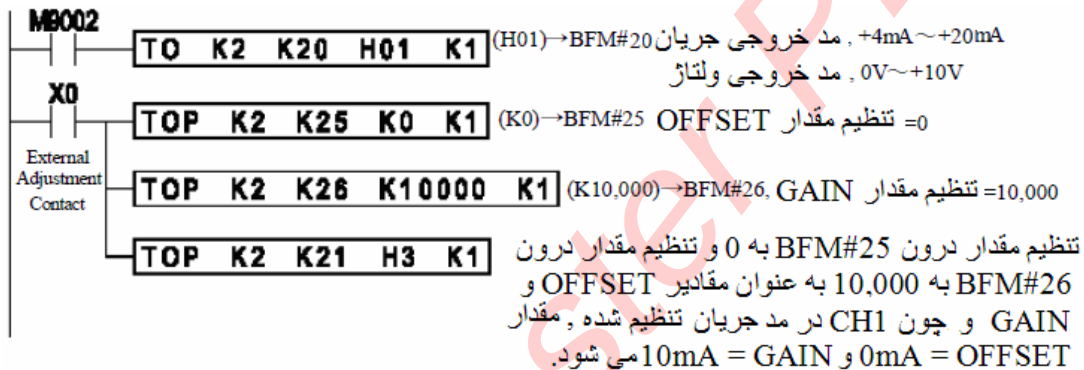 M9002
TO K2 K20 H01 K1 (H01)→BFM#20 مد خروجی جریان , +4mA~+20mA
مد خروجی ولتاژ , 0V~+10V
X0
TOP K2 K25 K0 K1 (K0)→BFM#25 OFFSET تنظیم مقدار =0
External
Adjustment
Contact
TOP K2 K26 K10000 K1 (K10,000)→BFM#26, GAIN تنظیم مقدار =10,000
TOP K2 K21 H3 K1
تنظیم مقدار درون BFM#25 به 0 و تنظیم مقدار درون
BFM#26 به 10,000 به عنوان مقادیر OFFSET و
GAIN و چون CH1 در مد جریان تنظیم شده , مقدار
0mA = OFFSET و 10mA = GAIN می شود.